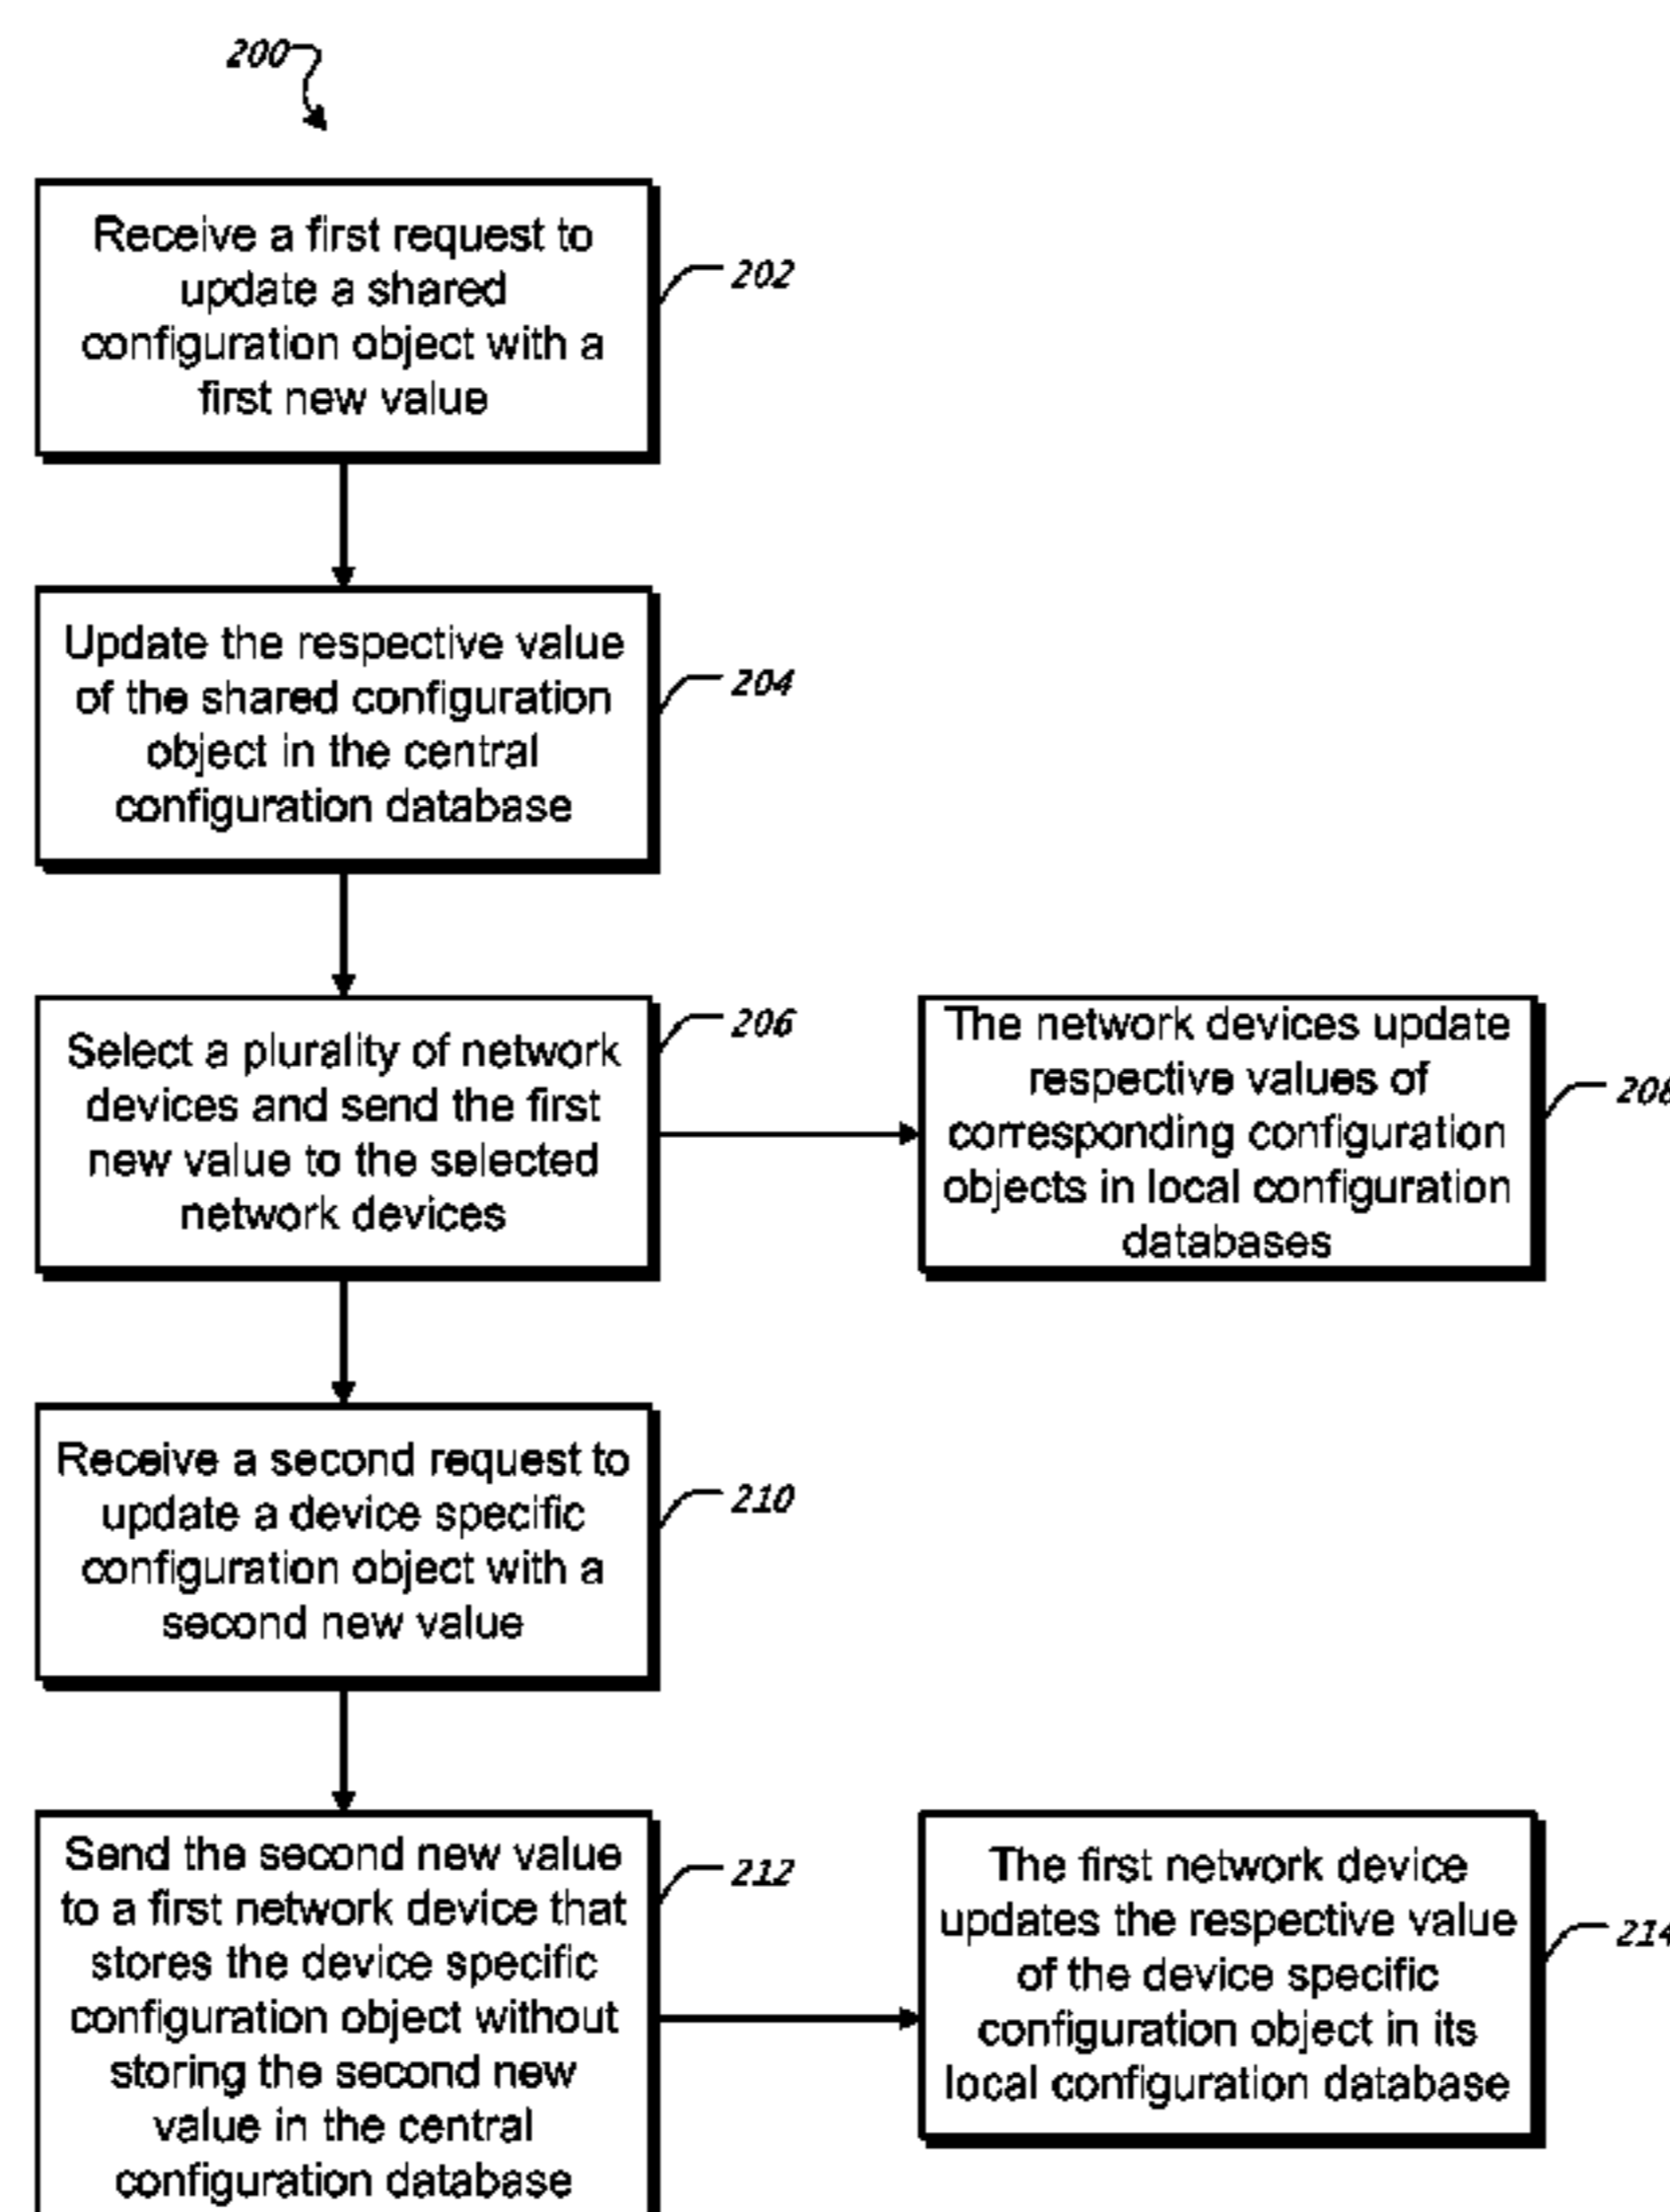 200
Receive a first request to
update a shared
configuration object with a
first new value
202
Update the respective value
of the shared configuration
object in the central
configuration database
204
Select a plurality of network
devices and send the first
new value to the selected
network devices
206
The network devices update
respective values of
corresponding configuration
objects in local configuration
databases
208
Receive a second request to
update a device specific
configuration object with a
second new value
210
Send the second new value
to a first network device that
stores the device specific
configuration object without
storing the second new
value in the central
configuration database
212
The first network device
updates the respective value
of the device specific
configuration object in its
local configuration database
214